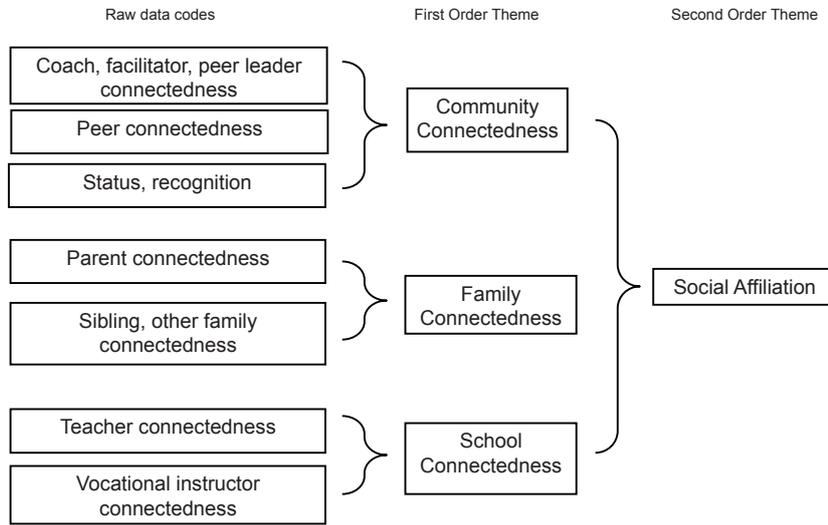 Raw data codes
First Order Theme
Second Order Theme
Coach, facilitator, peer leader
connectedness
Peer connectedness
Status, recognition
Community
Connectedness
Parent connectedness
Sibling, other family
connectedness
Family
Connectedness
Social Affiliation
Teacher connectedness
Vocational instructor
connectedness
School
Connectedness